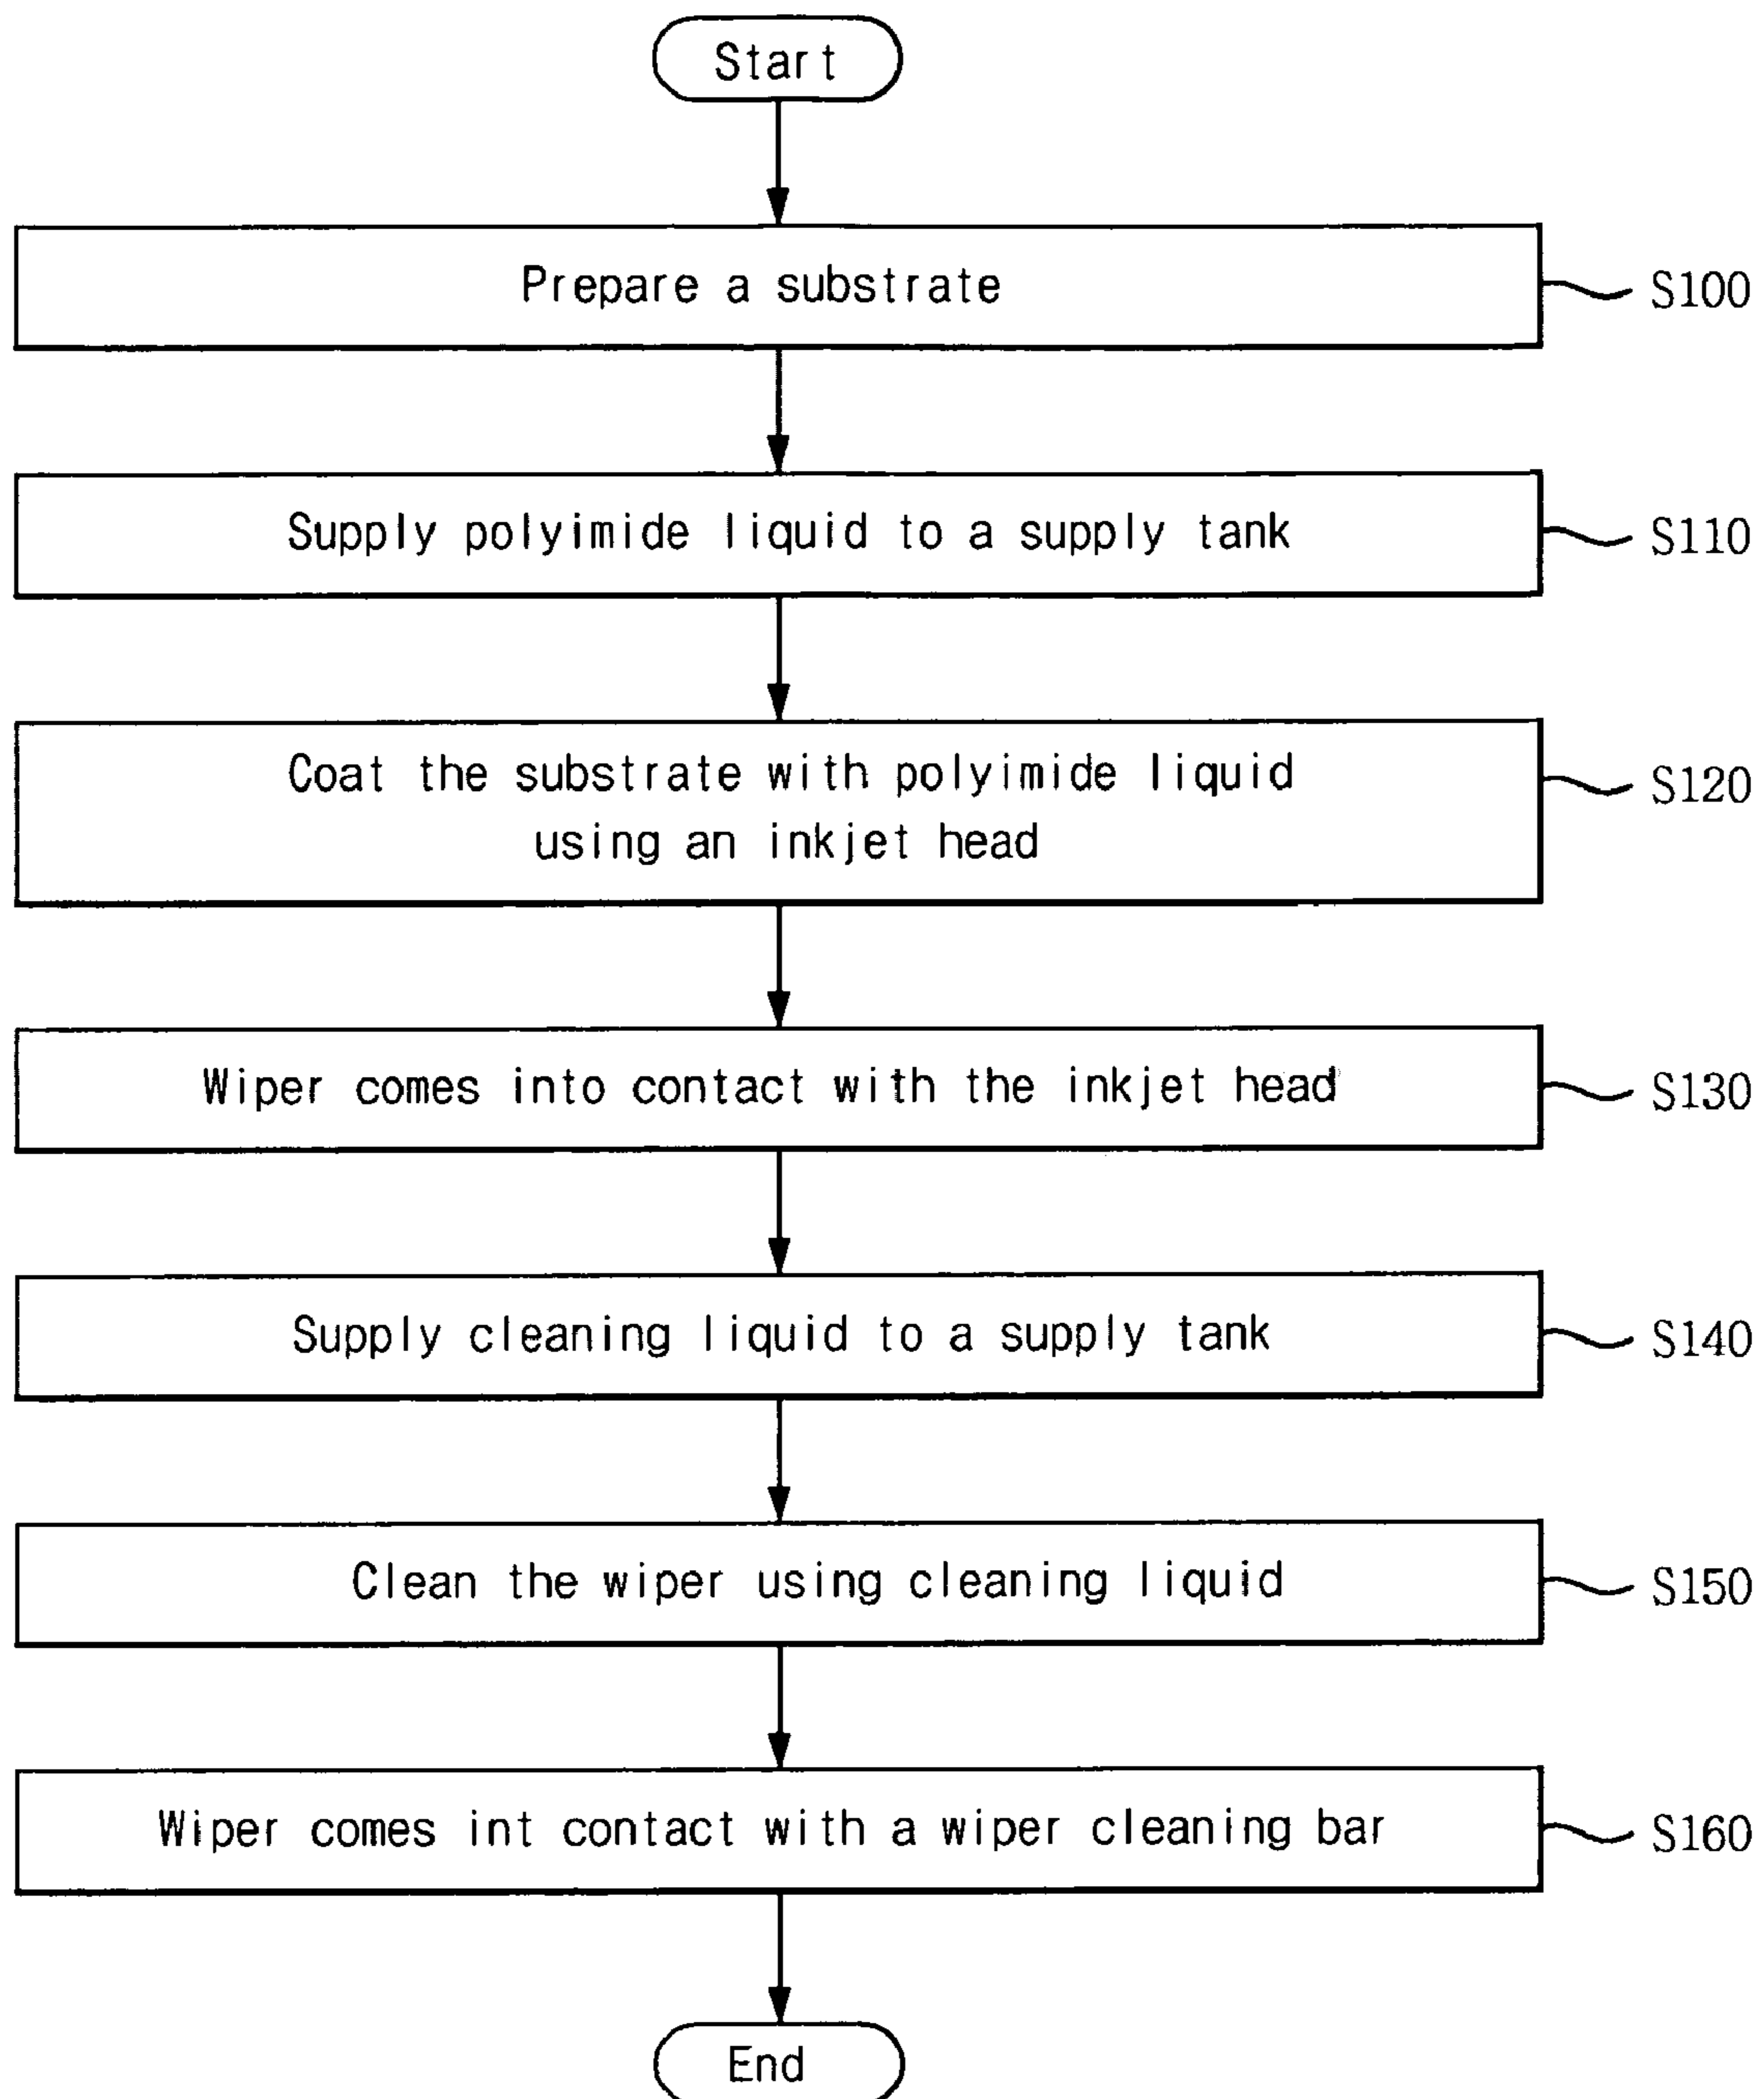 Start
Prepare a substrate
S100
Supply polyimide liquid to a supply tank
S110
Coat the substrate with polyimide liquid
using an inkjet head
S120
Wiper comes into contact with the inkjet head
S130
Supply cleaning liquid to a supply tank
S140
Clean the wiper using cleaning liquid
S150
Wiper comes int contact with a wiper cleaning bar
S160
End